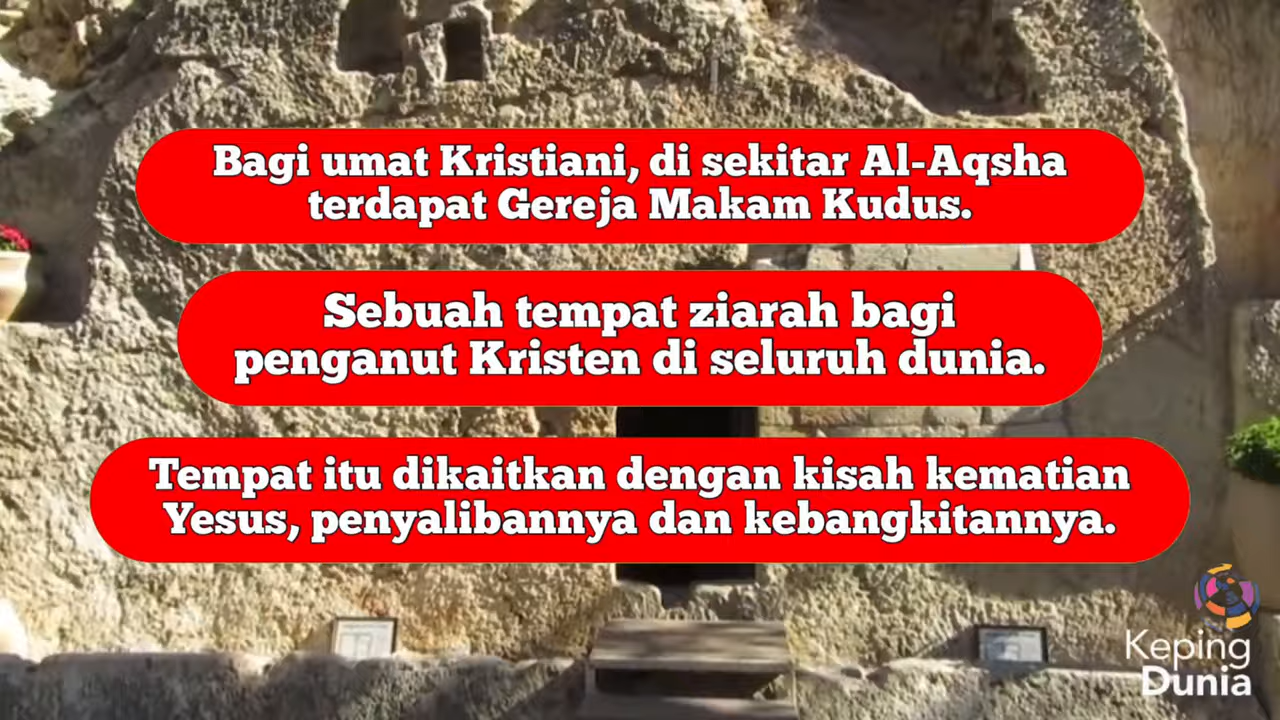 Bagi umat Kristiani, di sekitar Al-Aqsha
terdapat Gereja Makam Kudus.
Sebuah tempat ziarah bagi
penganut Kristen di seluruh dunia.
Tempat itu dikaitkan dengan kisah kematian
Yesus, penyalibannya dan kebangkitannya.
Keping
Dunia